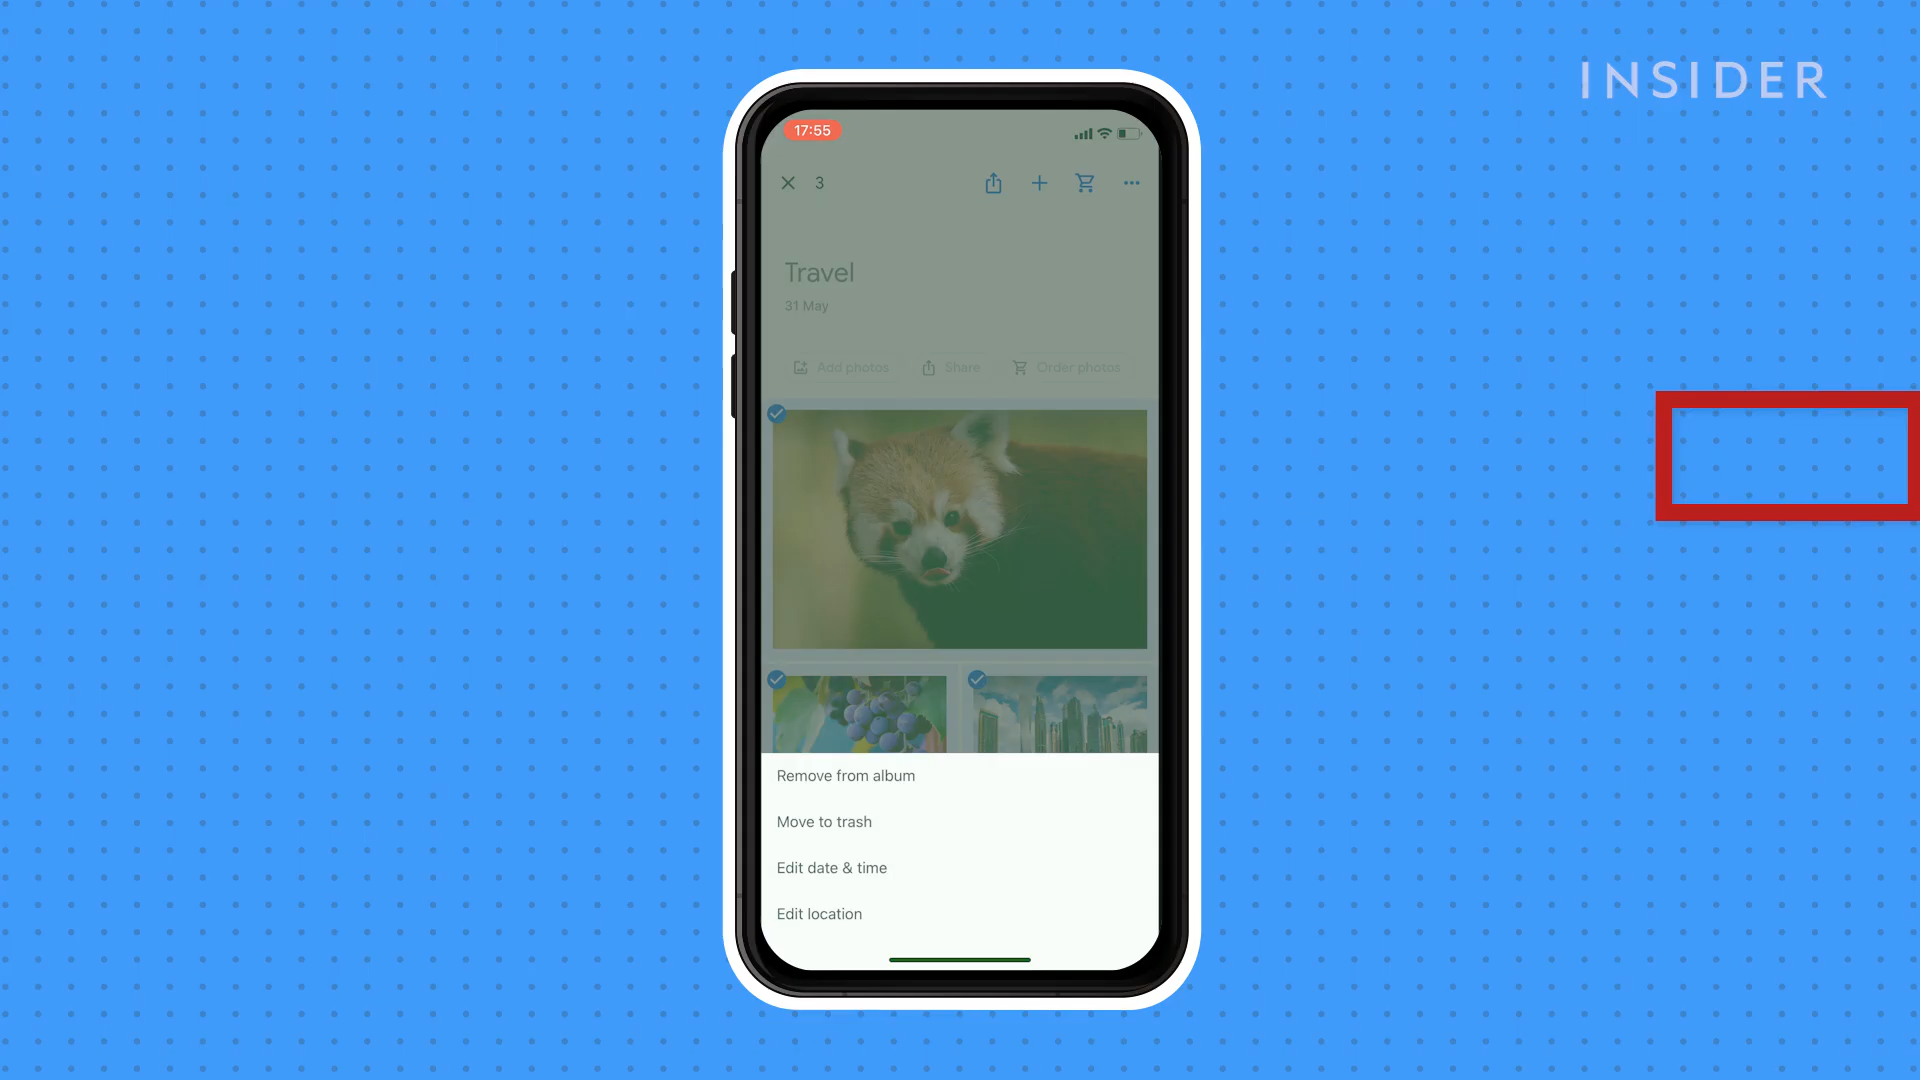 INSIDER
17:55
3
Travel
31 May
Add photos Share Order photos
Remove from album
Move to trash
Edit date & time
Edit location